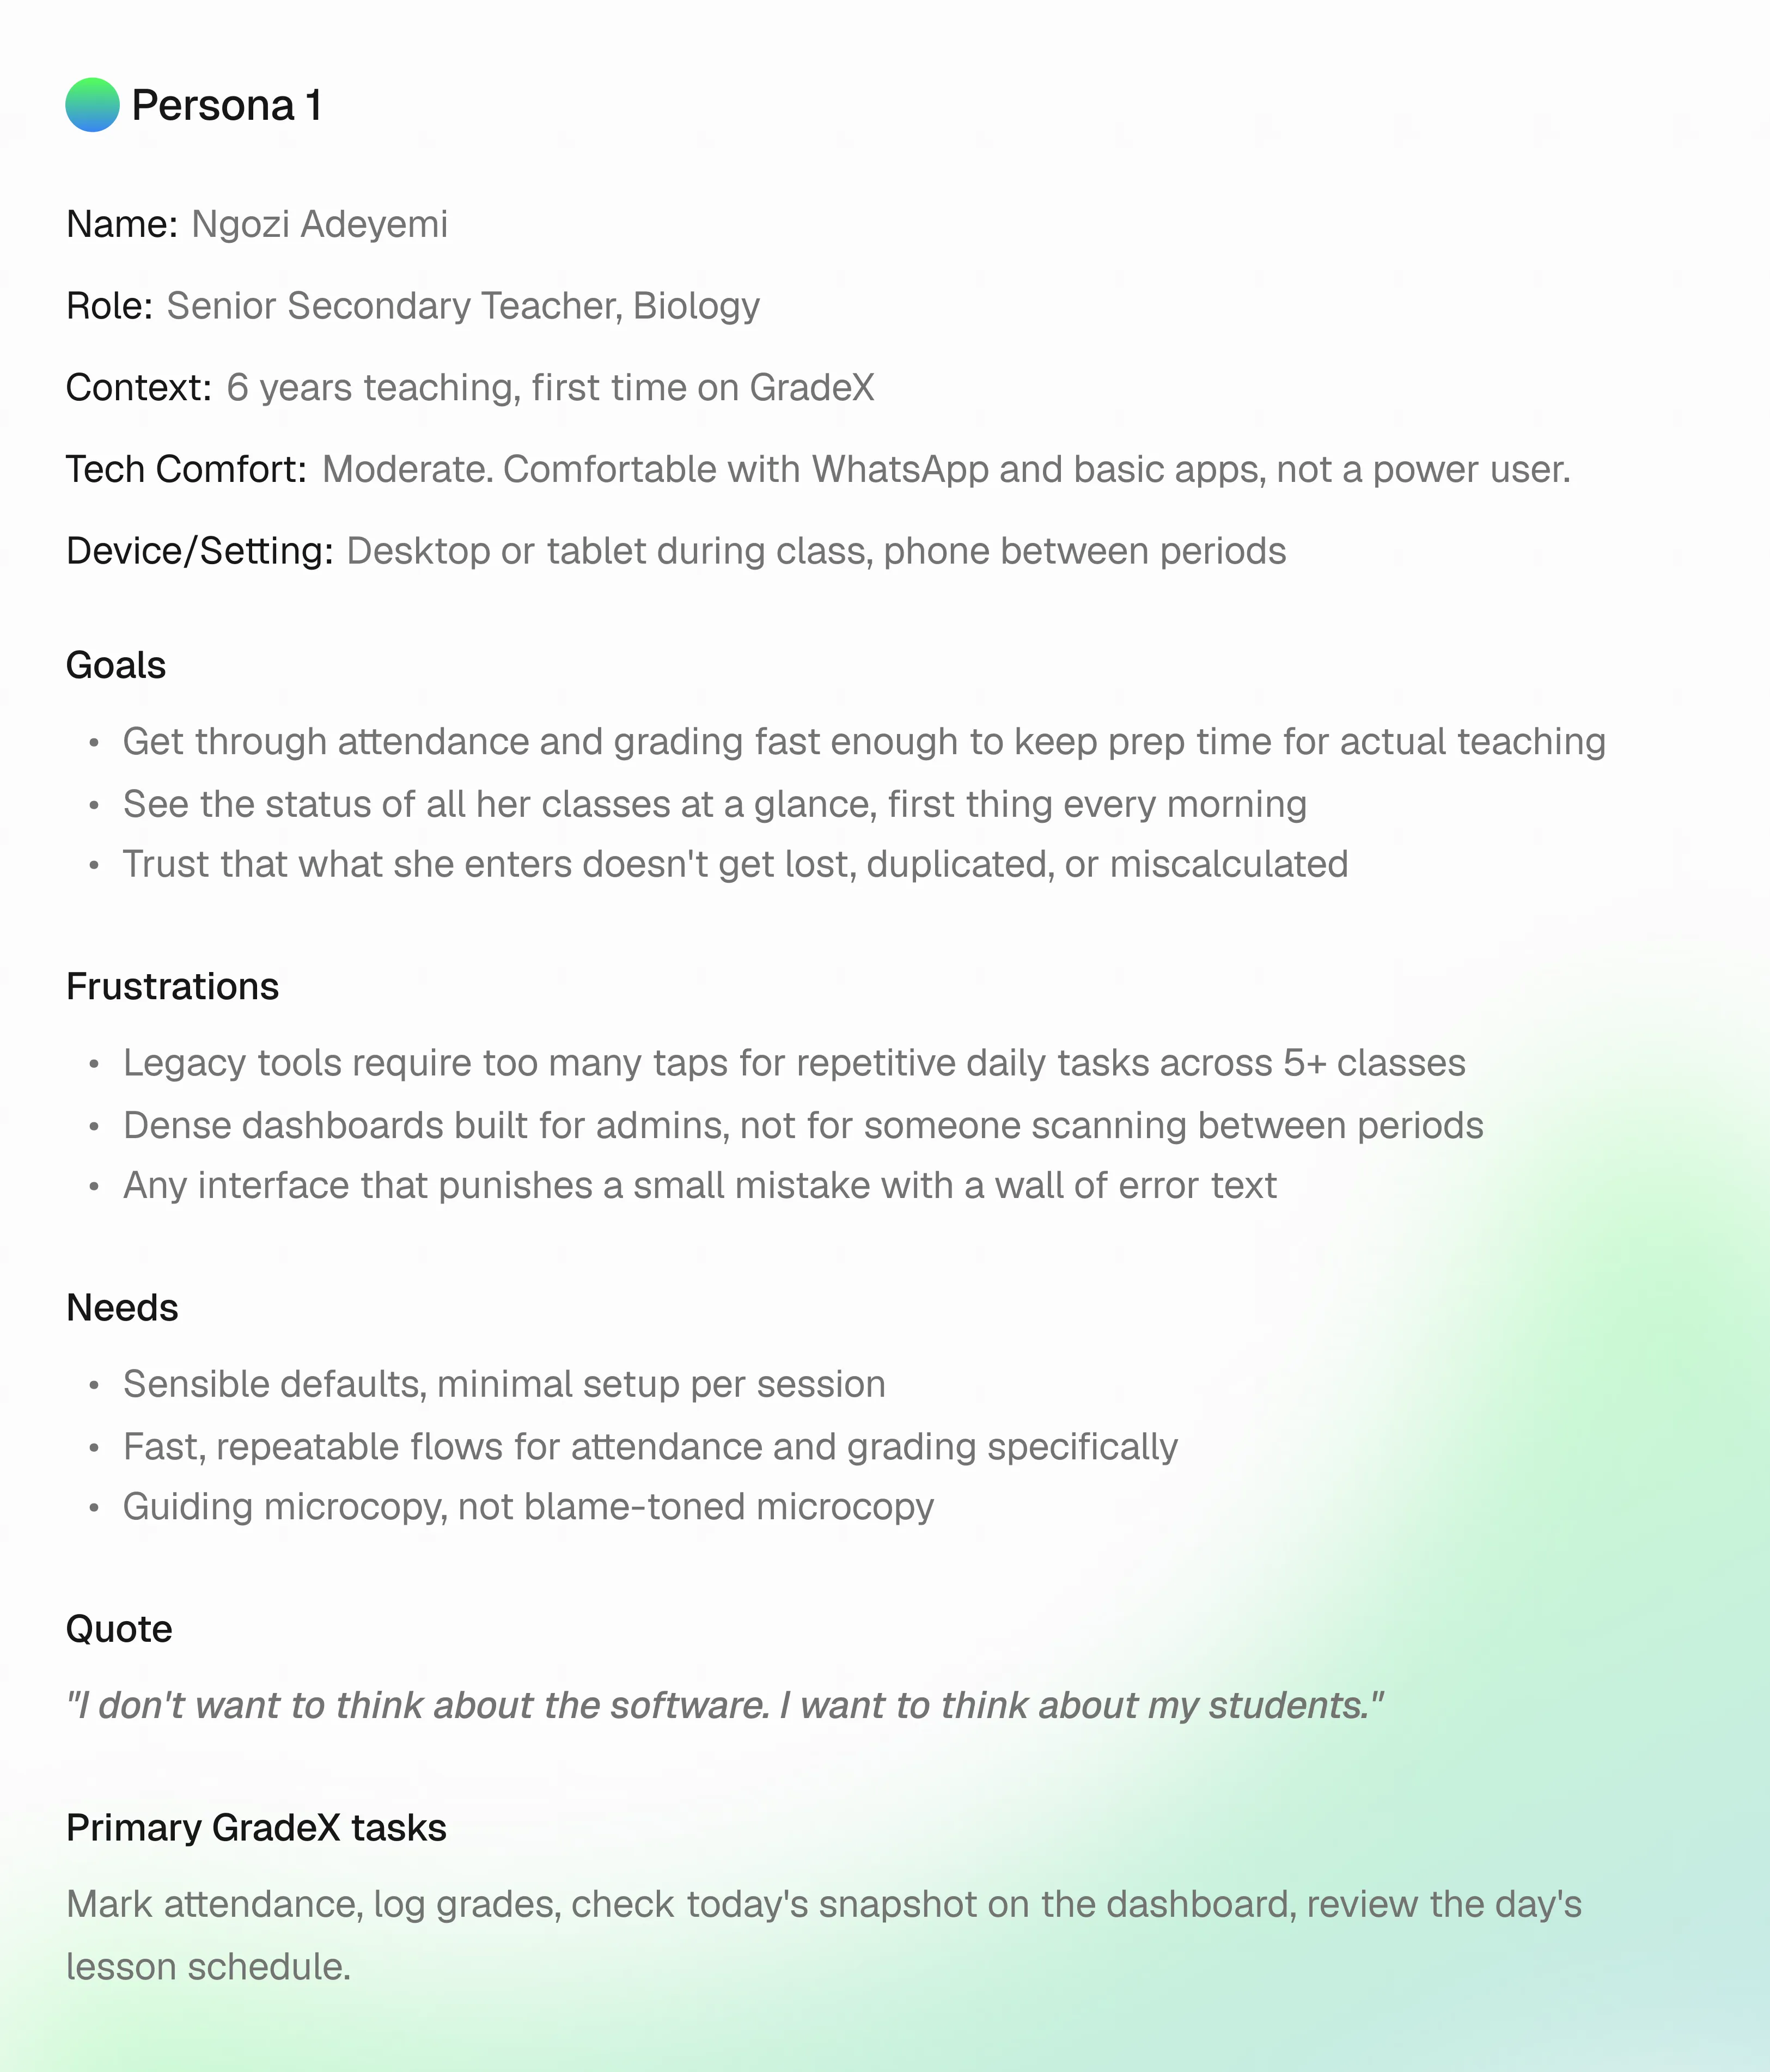 Persona 1
Name: Ngozi Adeyemi
Role: Senior Secondary Teacher, Biology
Context: 6 years teaching, first time on GradeX
Tech Comfort: Moderate. Comfortable with WhatsApp and basic apps, not a power user.
Device/Setting: Desktop or tablet during class, phone between periods
Goals
• Get through attendance and grading fast enough to keep prep time for actual teaching
• See the status of all her classes at a glance, first thing every morning
• Trust that what she enters doesn't get lost, duplicated, or miscalculated
Frustrations
• Legacy tools require too many taps for repetitive daily tasks across 5+ classes
• Dense dashboards built for admins, not for someone scanning between periods
• Any interface that punishes a small mistake with a wall of error text
Needs
• Sensible defaults, minimal setup per session
• Fast, repeatable flows for attendance and grading specifically
• Guiding microcopy, not blame-toned microcopy
Quote
"I don't want to think about the software. I want to think about my students."
Primary GradeX tasks
Mark attendance, log grades, check today's snapshot on the dashboard, review the day's
lesson schedule.